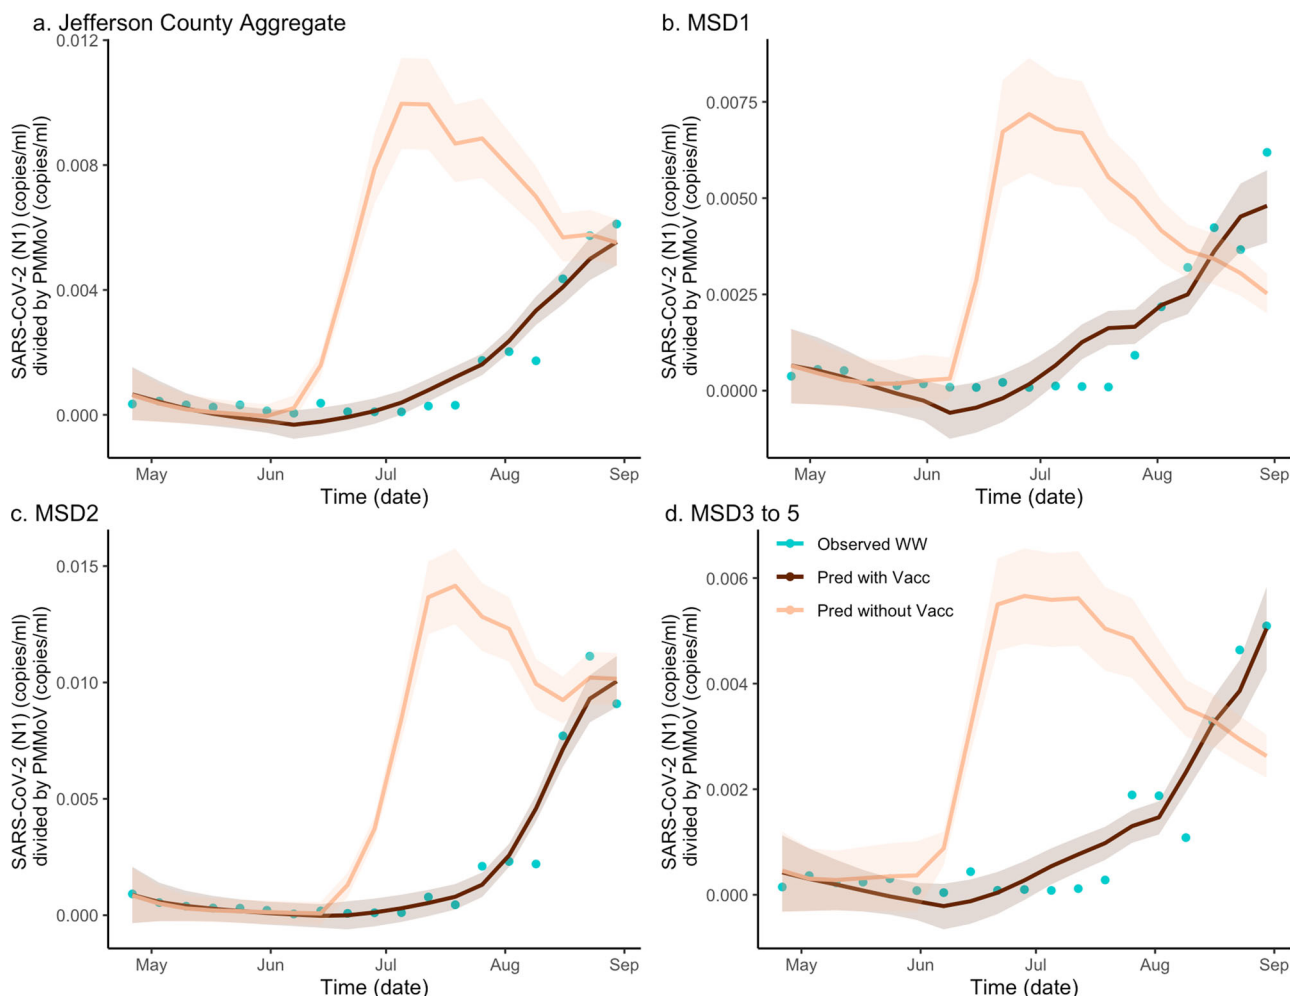 a. Jefferson County Aggregate
SARS-CoV-2 (N1) (copies/ml)
divided by PMMoV (copies/ml)
0.012
0.008
0.004
0.000
May
Jun
Jul
Aug
Sep
Time (date)
b. MSD1
SARS-CoV-2 (N1) (copies/ml)
divided by PMMoV (copies/ml)
0.0075
0.0050
0.0025
0.0000
May
Jun
Jul
Aug
Sep
Time (date)
c. MSD2
SARS-CoV-2 (N1) (copies/ml)
divided by PMMoV (copies/ml)
0.015
0.010
0.005
0.000
May
Jun
Jul
Aug
Sep
Time (date)
d. MSD3 to 5
SARS-CoV-2 (N1) (copies/ml)
divided by PMMoV (copies/ml)
0.006
0.004
0.002
0.000
Observed WW
Pred with Vacc
Pred without Vacc
May
Jun
Jul
Aug
Sep
Time (date)